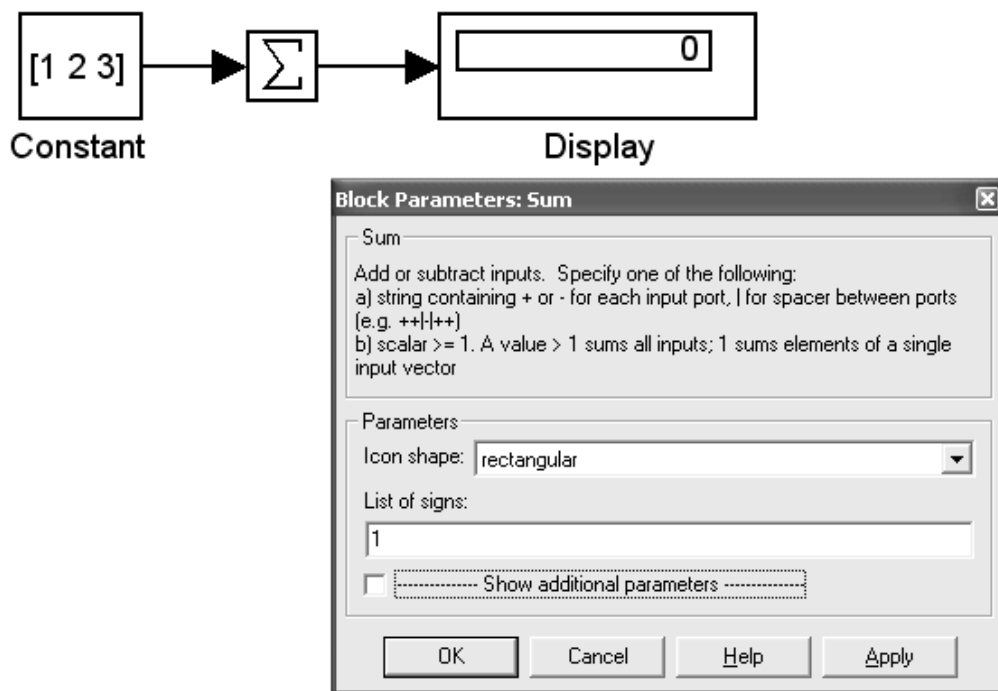 [1 2 3]
Σ
0
Constant
Display
Block Parameters: Sum
Sum
Add or subtract inputs.  Specify one of the following:
a) string containing + or - for each input port, | for spacer between ports
(e.g. ++|-|++)
b) scalar >= 1. A value > 1 sums all inputs; 1 sums elements of a single
input vector
Parameters
Icon shape: rectangular
List of signs:
1
-------------- Show additional parameters --------------
OK Cancel Help Apply